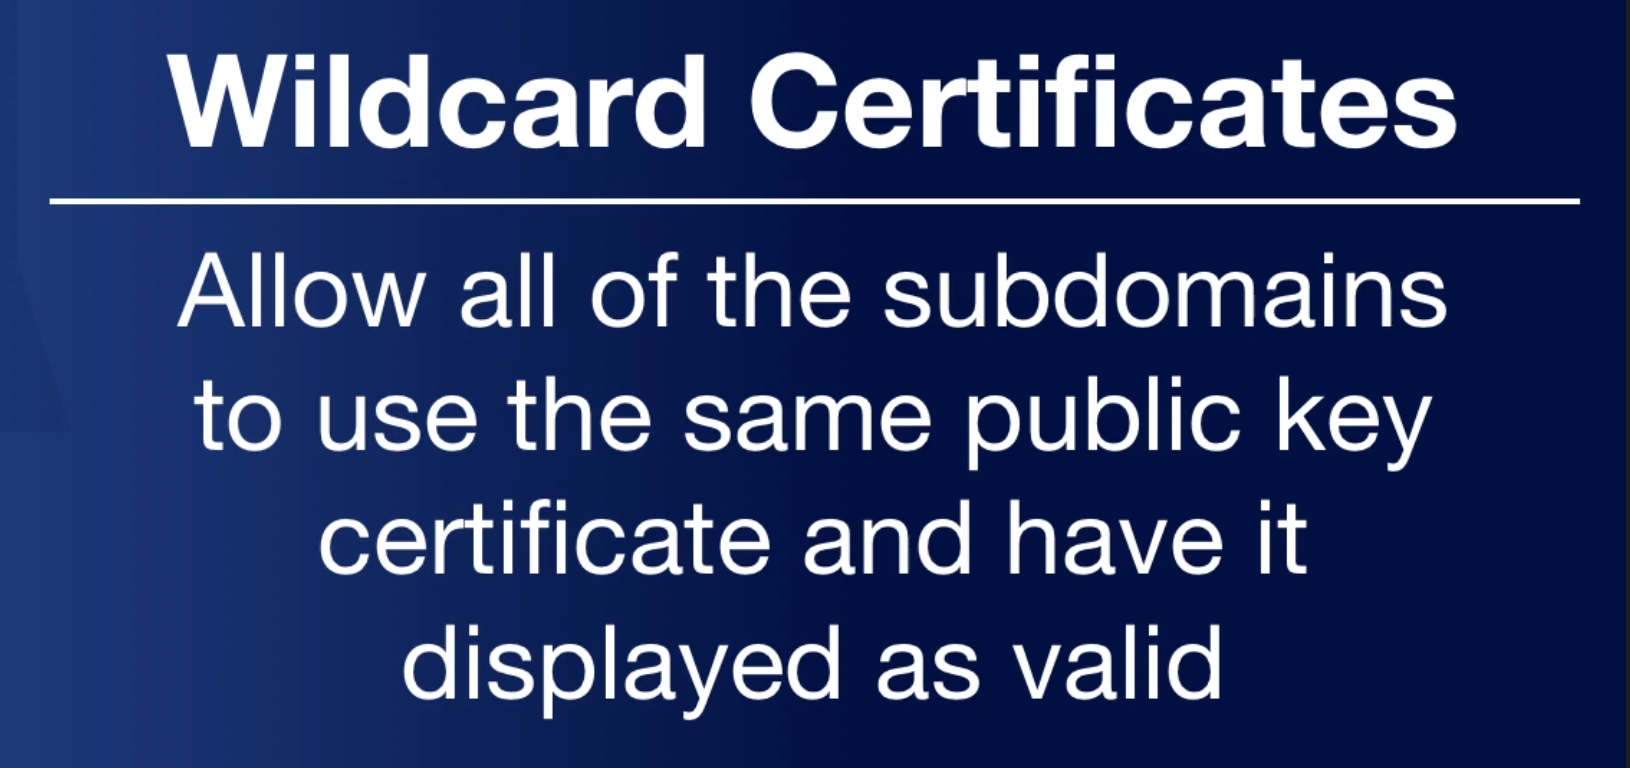 Wildcard Certificates
Allow all of the subdomains
to use the same public key
certificate and have it
displayed as valid